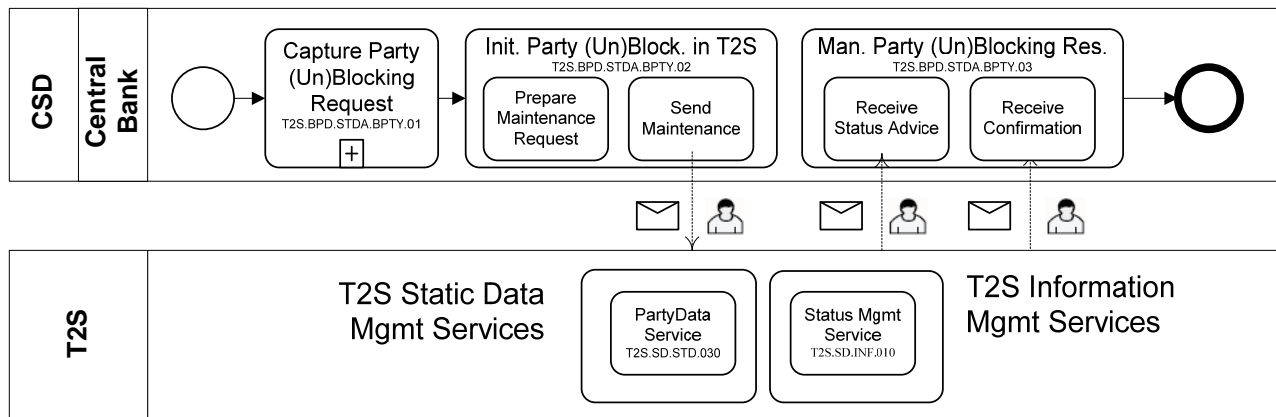 CSD
Central
Bank
Capture Party
(Un)Blocking
Request
T2S.BPD.STDA.BPTY.01
+
Init. Party (Un)Block. in T2S
T2S.BPD.STDA.BPTY.02
Prepare
Maintenance
Request
Send
Maintenance
Man. Party (Un)Blocking Res.
T2S.BPD.STDA.BPTY.03
Receive
Status Advice
Receive
Confirmation
T2S
T2S Static Data
Mgmt Services
PartyData
Service
T2S.SD.STD.030
Status Mgmt
Service
T2S.SD.INF.010
T2S Information
Mgmt Services